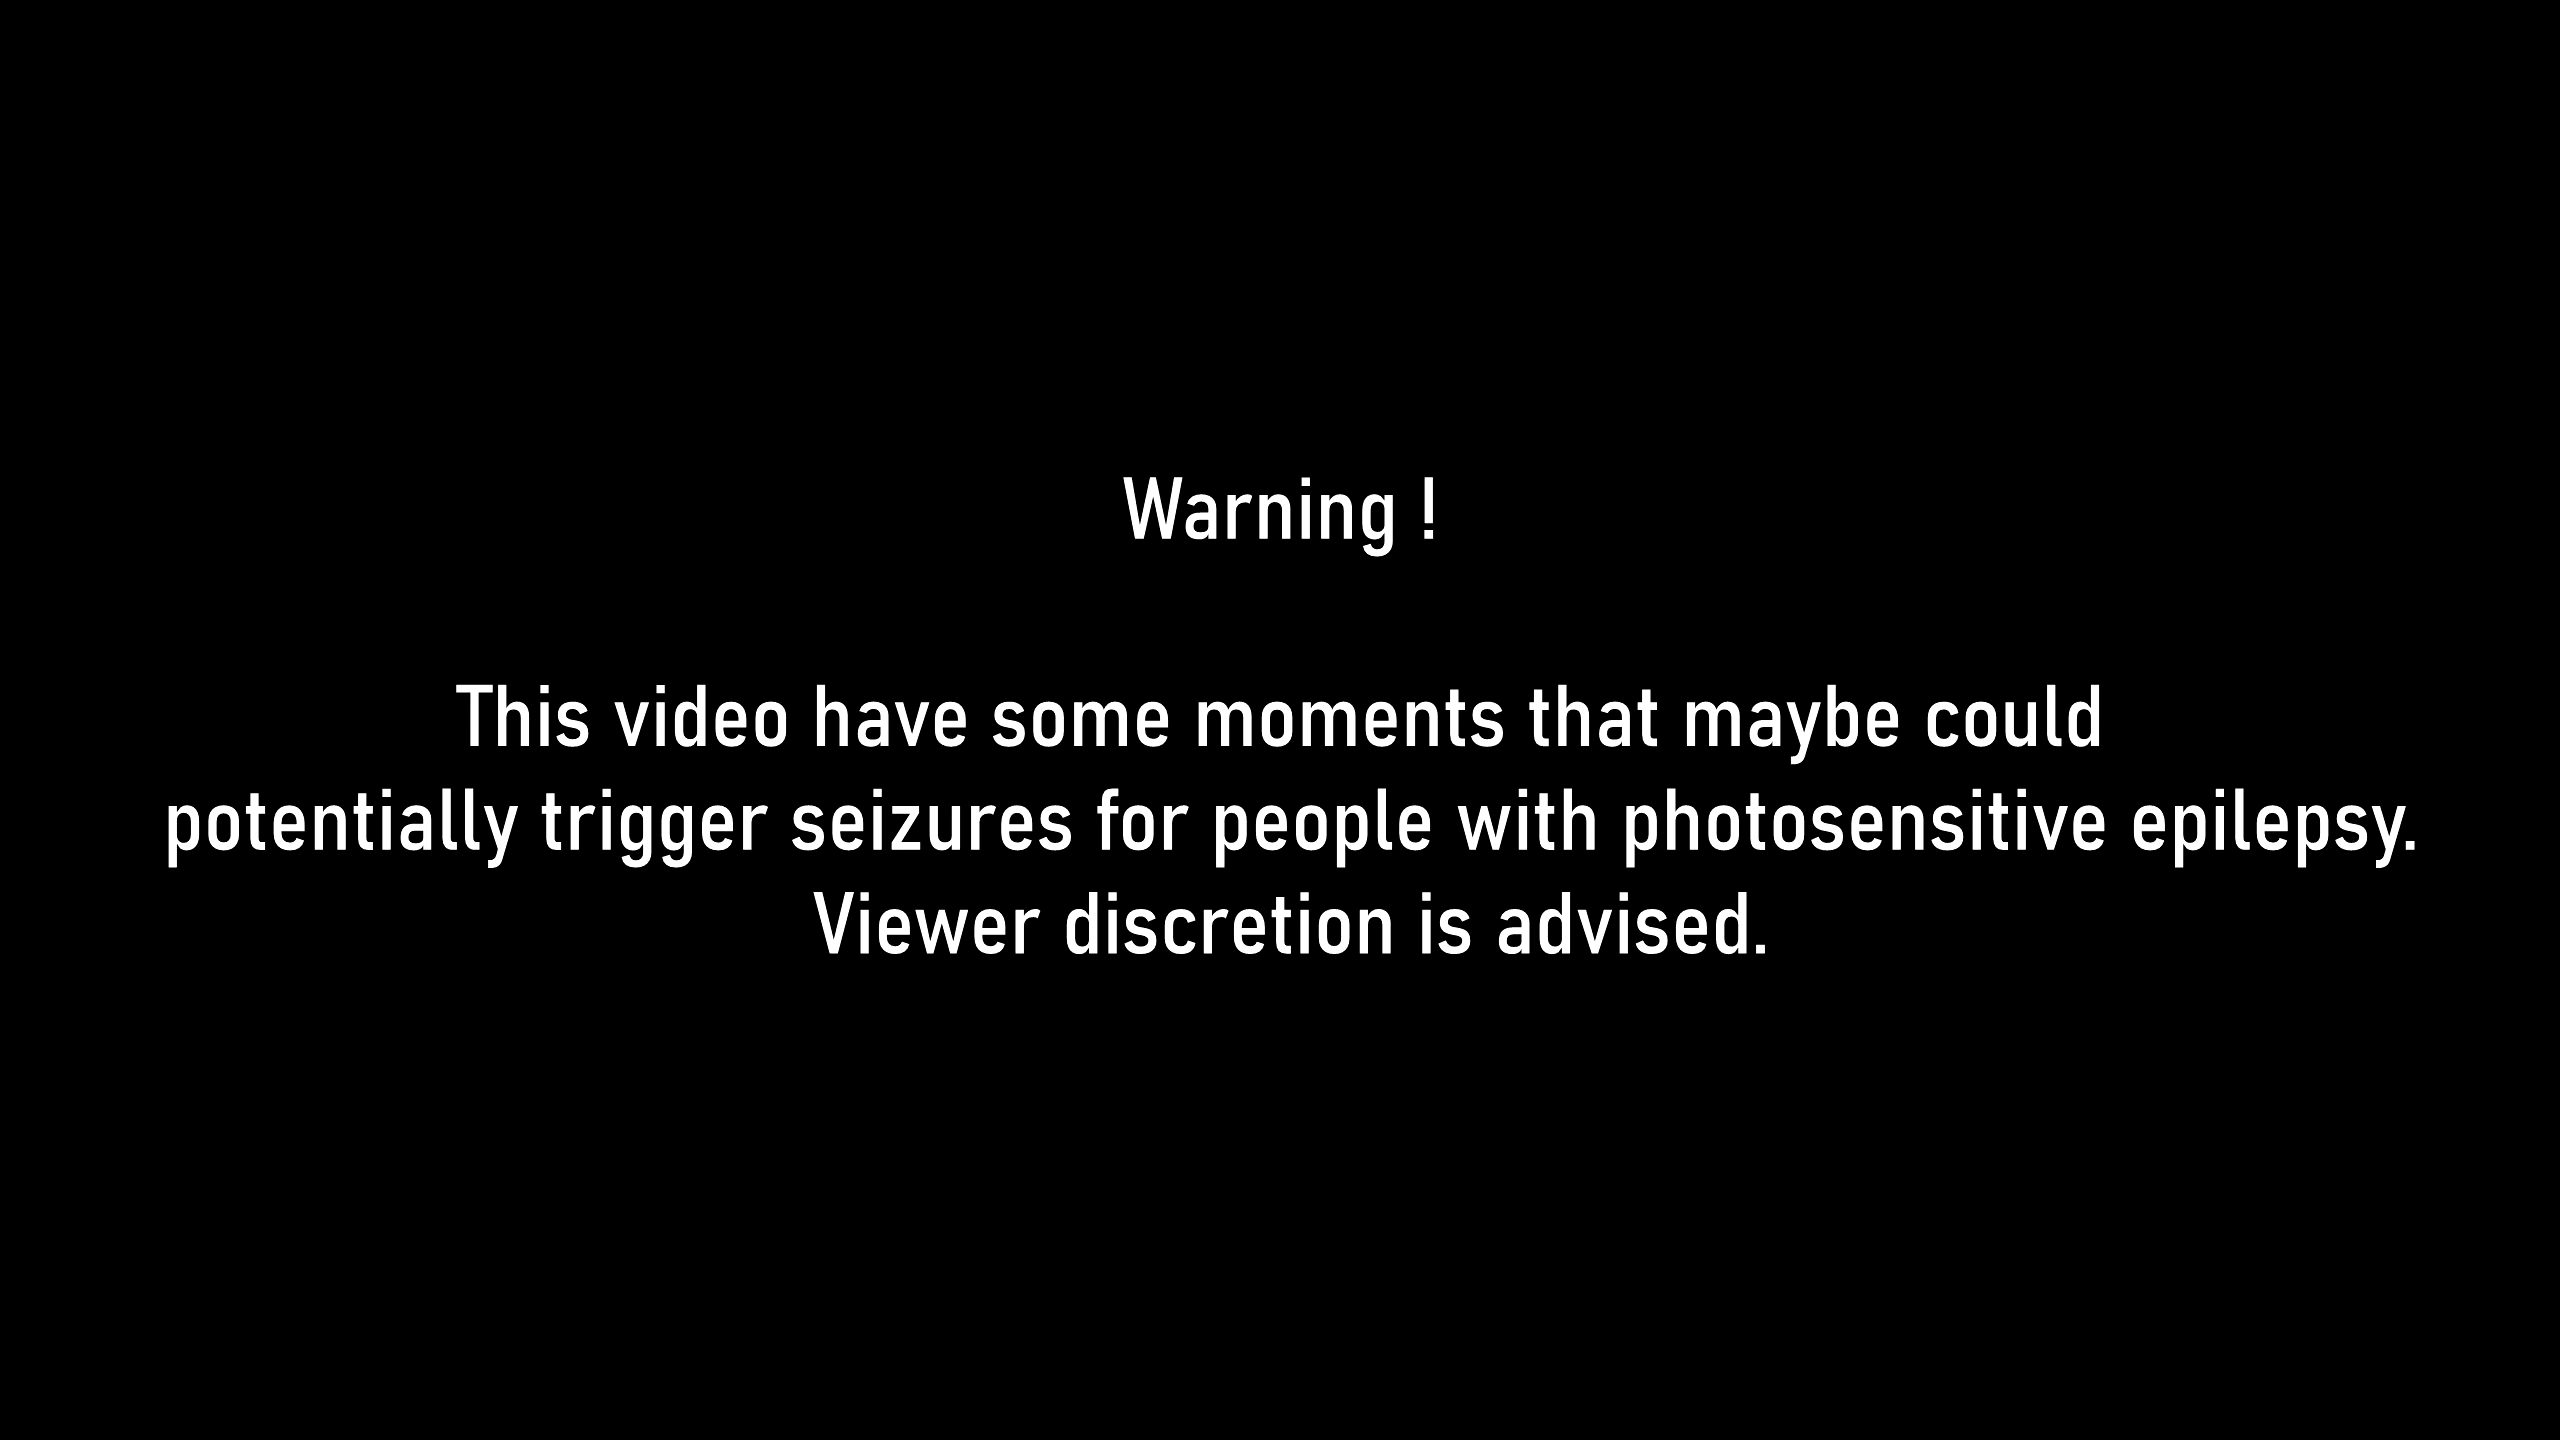 Warning !
This video have some moments that maybe could
potentially trigger seizures for people with photosensitive epilepsy.
Viewer discretion is advised.